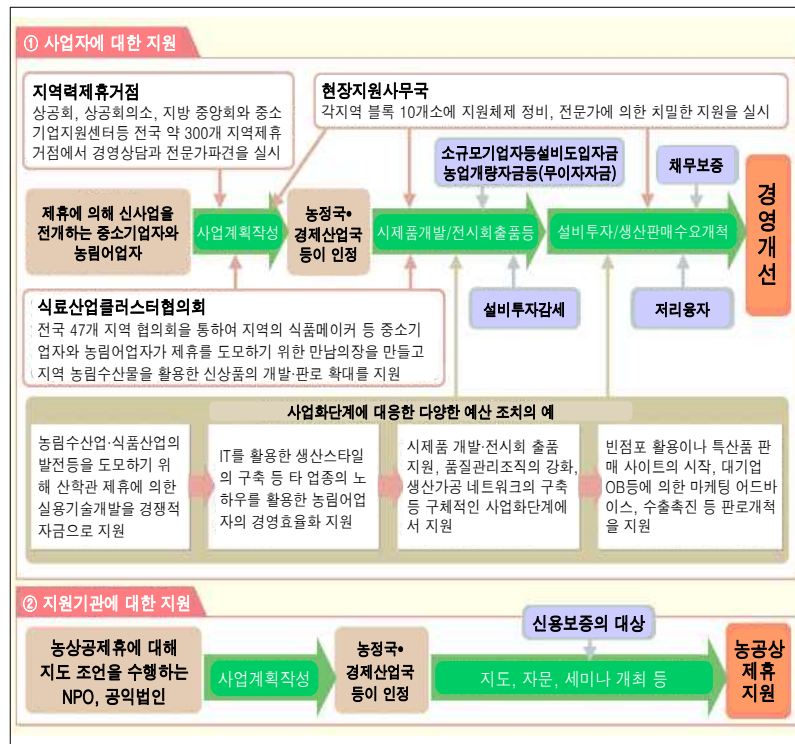 ① 사업자에 대한 지원
지역력제휴거점
상공회, 상공회의소, 지방 중앙회와 중소
기업지원센터등 전국 약 300개 지역제휴
거점에서 경영상담과 전문가파견을 실시
현장지원사무국
각지역 블록 10개소에 지원체제 정비, 전문가에 의한 치밀한 지원을 실시
소규모기업자등설비도입자금
농업개량자금등(무이자자금)
채무보증
제휴에 의해 신사업을
전개하는 중소기업자와
농림어업자
사업계획작성
농정국•
경제산업국
등이 인정
시제품개발/전시회출품등
설비투자/생산판매수요개척
경
영
개
선
식료산업클러스터협의회
전국 47개 지역 협의회을 통하여 지역의 식품메이커 등 중소기
업자와 농림어업자가 제휴를 도모하기 위한 만남의장을 만들고
지역 농림수산물을 활용한 신상품의 개발·판로 확대를 지원
설비투자감세
저리융자
사업화단계에 대응한 다양한 예산 조치의 예
농림수산업·식품산업의
발전등을 도모하기 위
해 산학관 제휴에 의한
실용기술개발을 경쟁적
자금으로 지원
IT를 활용한 생산스타일
의 구축 등 타 업종의 노
하우를 활용한 농림어업
자의 경영효율화 지원
시제품 개발·전시회 출품
지원, 품질관리조직의 강화,
생산가공 네트워크의 구축
등 구체적인 사업화단계에
서 지원
빈점포 활용이나 특산품 판
매 사이트의 시작, 대기업
OB등에 의한 마케팅 어드바
이스, 수출촉진 등 판로개척
을 지원
② 지원기관에 대한 지원
신용보증의 대상
농상공제휴에 대해
지도 조언을 수행하는
NPO, 공익법인
사업계획작성
농정국•
경제산업국
등이 인정
지도, 자문, 세미나 개최 등
농공상
제휴
지원